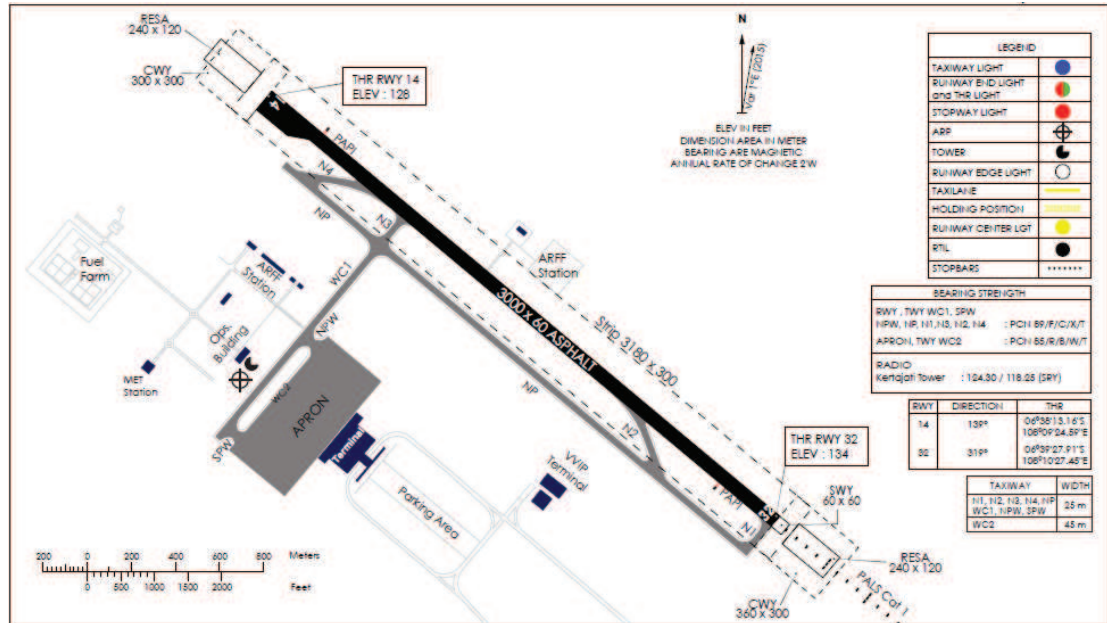 RESA
240 x 120
CWY
300 x 300
THR RWY 14
ELEV : 128
N
Var 1°E (2015)
ELEV IN FEET
DIMENSION AREA IN METER
BEARING ARE MAGNETIC
ANNUAL RATE OF CHANGE 2'W
LEGEND
TAXIWAY LIGHT
RUNWAY END LIGHT
and THR LIGHT
STOPWAY LIGHT
ARP
TOWER
RUNWAY EDGE LIGHT
TAXILANE
HOLDING POSITION
RUNWAY CENTER LGT
RTIL
STOPBARS
BEARING STRENGTH
RWY , TWY WC1, SPW
NPW, NP, N1,N3, N2, N4 : PCN 89/F/C/X/T
APRON, TWY WC2 : PCN 85/R/B/W/T
RADIO
Kertajati Tower : 124.30 / 118.25 (SRY)
RWY DIRECTION THR
14 139° 06°38'13.16"S
108°09'24.59"E
32 319° 06°39'27.91"S
108°10'27.45"E
TAXIWAY WIDTH
N1, N2, N3, N4, NP
WC1, NPW, SPW 25 m
WC2 45 m
PAPI
N4
NP
N3
WC1
NPW
Fuel
Farm
ARFF
Station
Ops.
Building
MET
Station
WC2
SPW
APRON
Terminal
Parking Area
VVIP
Terminal
ARFF
Station
3000 x 60 ASPHALT
Strip 3180 x 300
NP
N2
THR RWY 32
ELEV : 134
PAPI
N1
32
SWY
60 x 60
RESA
240 x 120
PALS Cat 1
CWY
360 x 300
200 0 200 400 600 800 Meters
0 500 1000 1500 2000 Feet